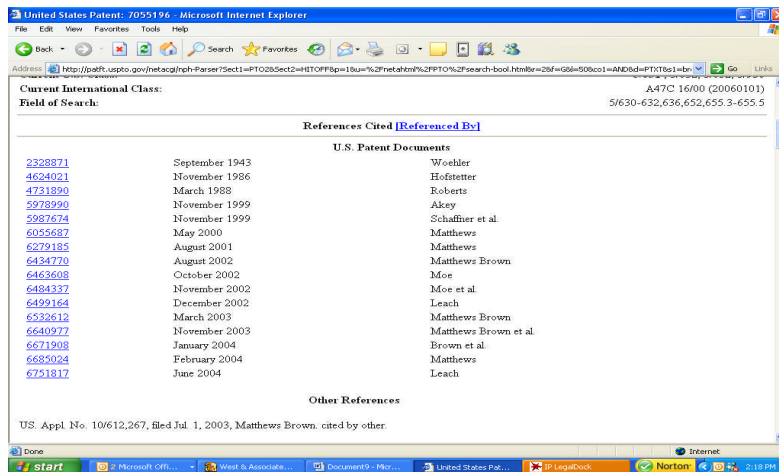 United States Patent: 7055196 - Microsoft Internet Explorer
File Edit View Favorites Tools Help
Back Search Favorites
Address http://patft.uspto.gov/netacgi/nph-Parser?Sect1=PTO2&Sect2=HITOFF&p=1&u=%2Fnetahtml%2FPTO%2Fsearch-bool.html&r=28&f=G&l=50&co1=AND&d=PTXT&s1=br Go Links
Current International Class: A47C 16/00 (20060101)
Field of Search: 5/630-632,636,652,655.3-655.5
References Cited [Referenced By]
U.S. Patent Documents
2328871 September 1943 Woehler
4624021 November 1986 Hofstetter
4731890 March 1988 Roberts
5978990 November 1999 Akey
5987674 November 1999 Schaffner et al.
6055687 May 2000 Matthews
6279185 August 2001 Matthews
6434770 August 2002 Matthews Brown
6463608 October 2002 Moe
6484337 November 2002 Moe et al.
6499164 December 2002 Leach
6532612 March 2003 Matthews Brown
6640977 November 2003 Matthews Brown et al.
6671908 January 2004 Brown et al.
6685024 February 2004 Matthews
6751817 June 2004 Leach
Other References
US. Appl. No. 10/612,267, filed Jul. 1, 2003, Matthews Brown. cited by other.
Done Internet
start 2 Microsoft Offi... West & Associate... Document9 - Micr... United States Pat... IP LegalDock Norton 2:18 PM